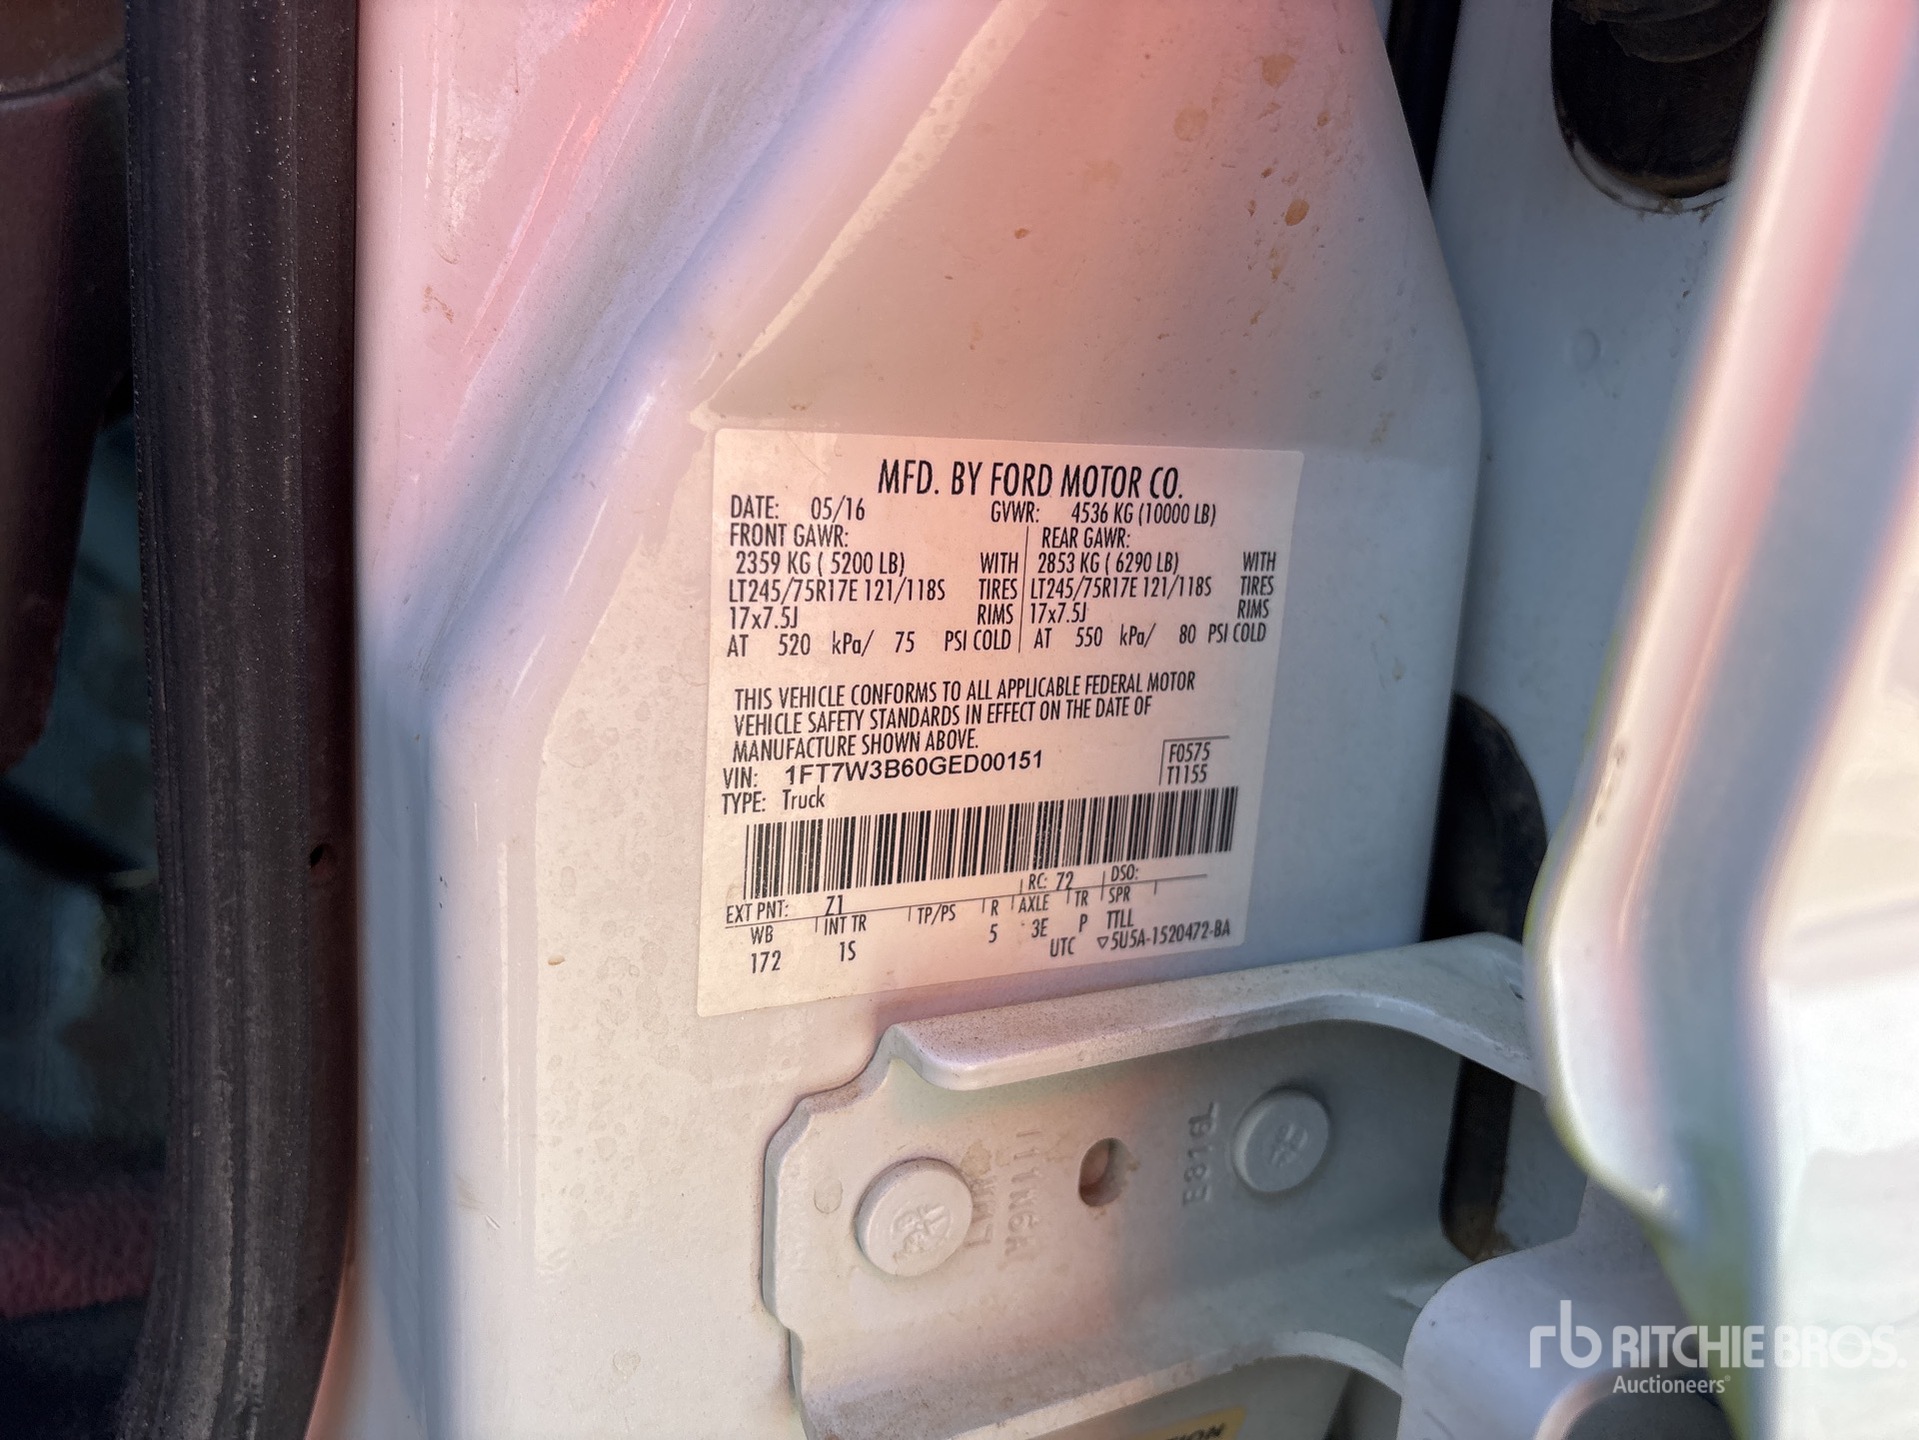 MFD. BY FORD MOTOR CO.
DATE: 05/16 GVWR: 4536 KG (10000 LB)
FRONT GAWR: REAR GAWR:
2359 KG ( 5200 LB) WITH 2853 KG ( 6290 LB) WITH
LT245/75R17E 121/118S TIRES LT245/75R17E 121/118S TIRES
17x7.5J RIMS 17x7.5J RIMS
AT 520 kPa/ 75 PSI COLD AT 550 kPa/ 80 PSI COLD
THIS VEHICLE CONFORMS TO ALL APPLICABLE FEDERAL MOTOR
VEHICLE SAFETY STANDARDS IN EFFECT ON THE DATE OF
MANUFACTURE SHOWN ABOVE.
VIN: 1FT7W3B60GED00151 F0575
TYPE: Truck T1155
EXT PNT: Z1 RC: 72 DSO:
WB INT TR TP/PS R AXLE TR SPR
172 1S 5 3E P TTLL
UTC ▽5U5A-1520472-BA
B816L
rb RITCHIE BROS.
Auctioneers®